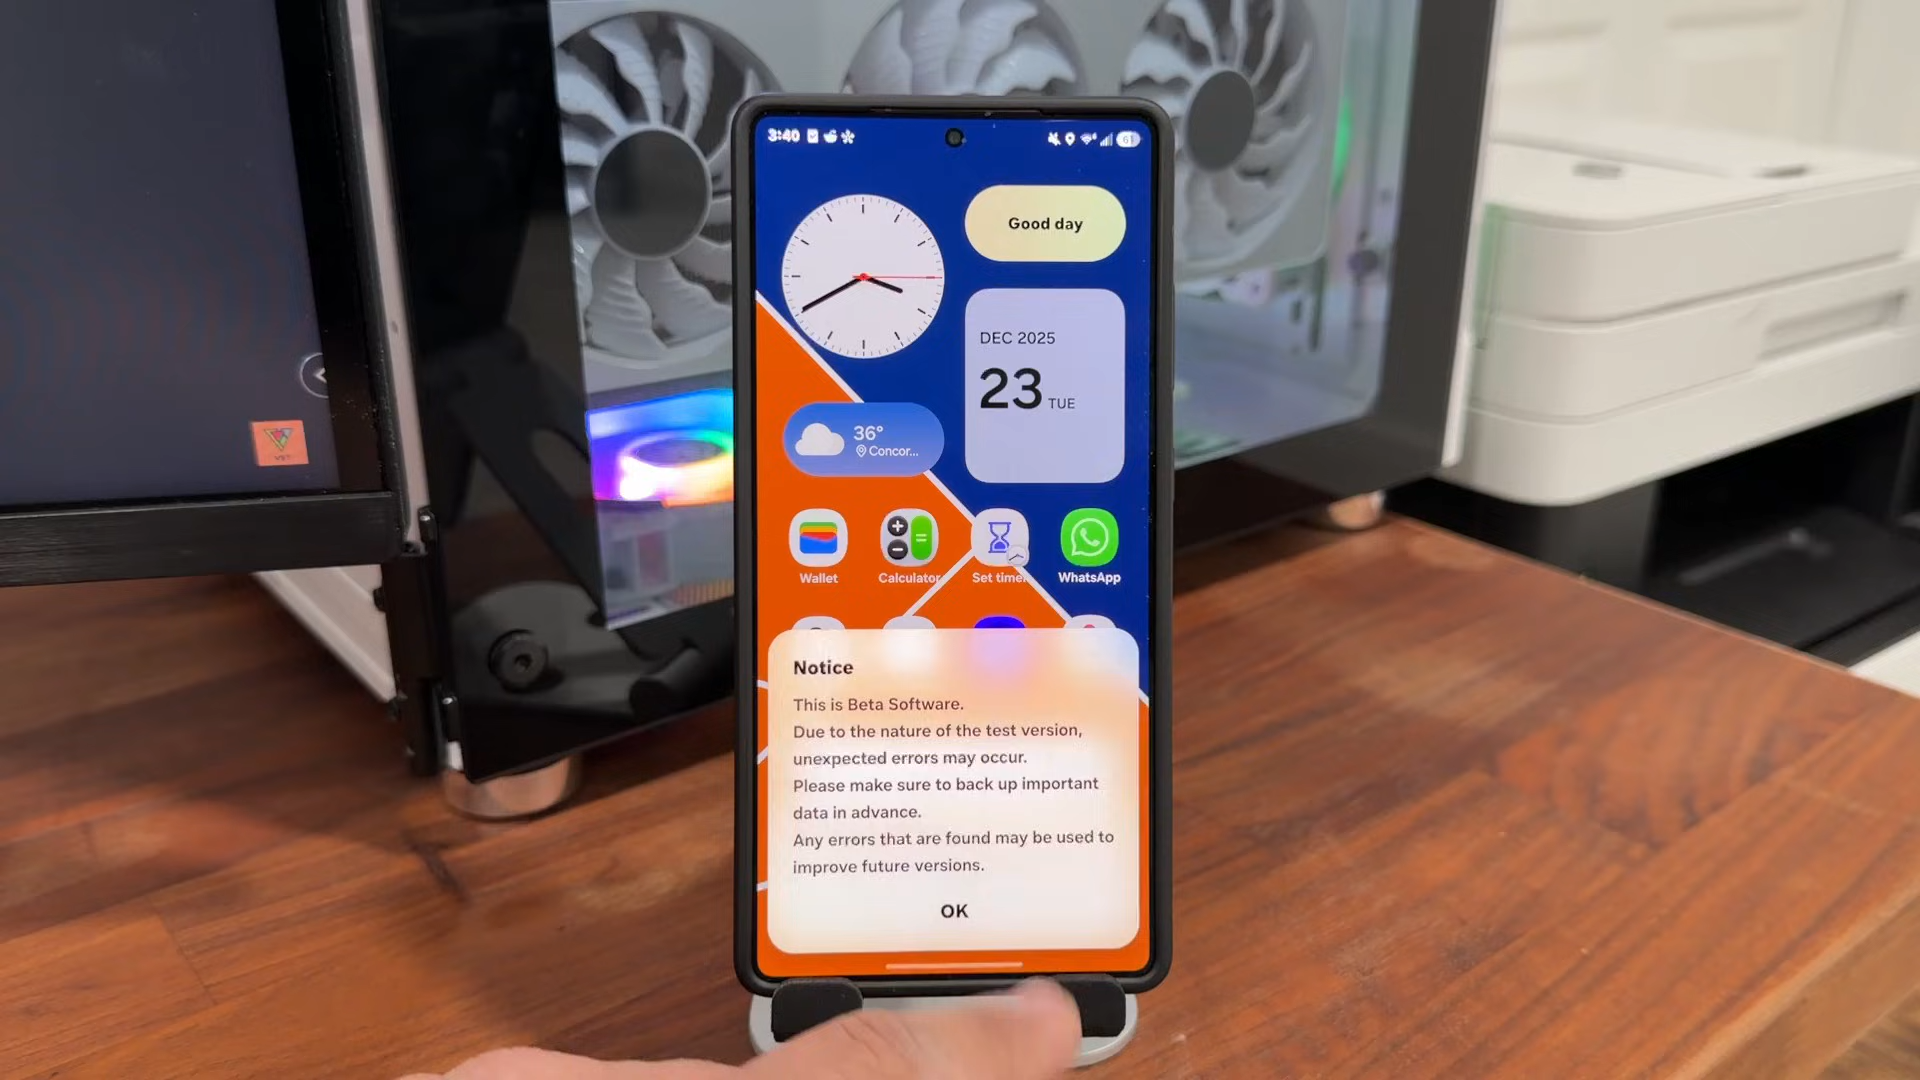 3:40
61
Good day
DEC 2025
23 TUE
36°
Concor...
Wallet
Calculator
Set timer
WhatsApp
Notice
This is Beta Software.
Due to the nature of the test version,
unexpected errors may occur.
Please make sure to back up important
data in advance.
Any errors that are found may be used to
improve future versions.
OK